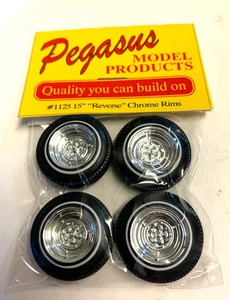 Pegasus
MODEL
PRODUCTS
Quality you can build on
#1125 15" "Reverse" Chrome Rims